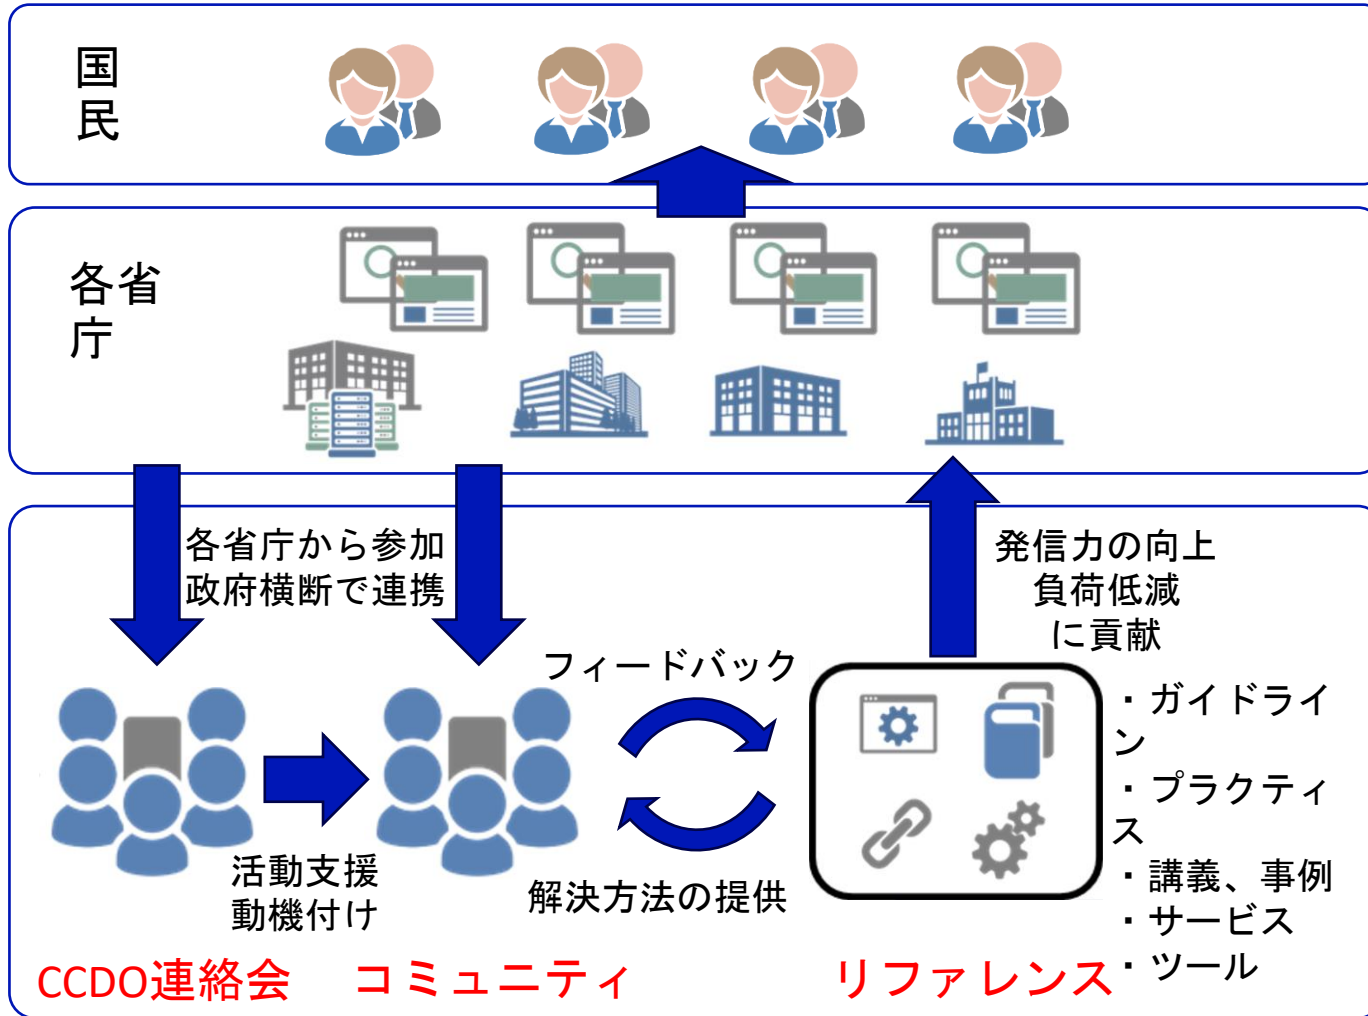 国
民
各省
庁
各省庁から参加
政府横断で連携
発信力の向上
負荷低減
に貢献
フィードバック
解決方法の提供
活動支援
動機付け
・ガイドライ
ン
・プラクティ
ス
・講義、事例
・サービス
・ツール
CCDO連絡会
コミュニティ
リファレンス